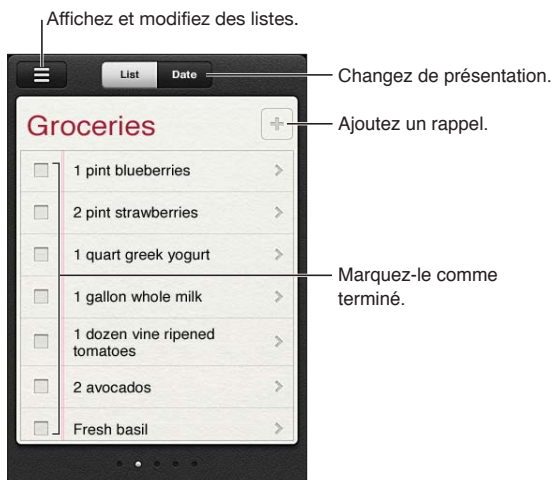 Affichez et modifiez des listes.
List Date
Changez de présentation.
Groceries
Ajoutez un rappel.
1 pint blueberries
2 pint strawberries
1 quart greek yogurt
Marquez-le comme
terminé.
1 gallon whole milk
1 dozen vine ripened
tomatoes
2 avocados
Fresh basil